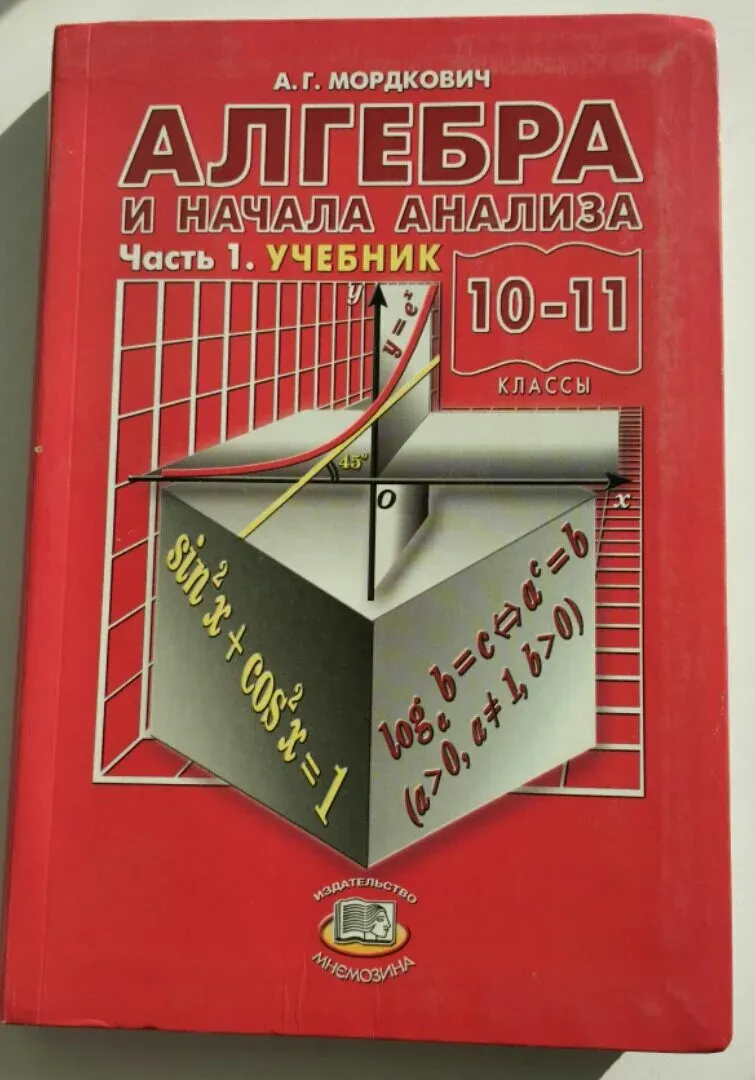 А. Г. МОРДКОВИЧ
АЛГЕБРА
И НАЧАЛА АНАЛИЗА
Часть 1. УЧЕБНИК
10-11
КЛАССЫ
y
y = eˣ
45°
O
x
sin²x + cos²x = 1
logₐ b = c ⇔ aᶜ = b
(a > 0, a ≠ 1, b > 0)
ИЗДАТЕЛЬСТВО
МНЕМОЗИНА